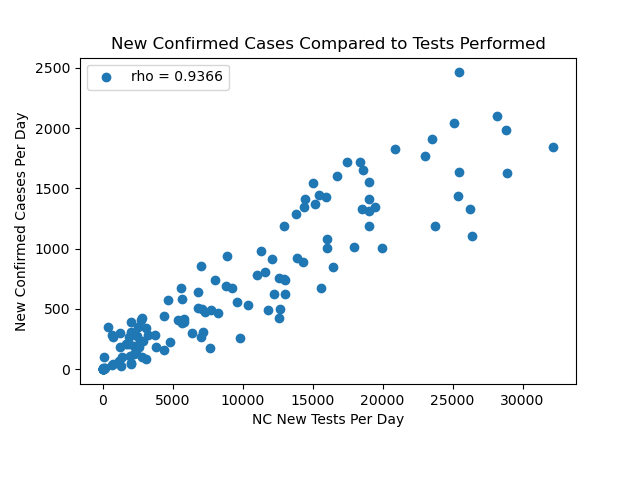 New Confirmed Cases Compared to Tests Performed
rho = 0.9366
2500
2000
1500
1000
500
0
New Confirmed Caeses Per Day
0 5000 10000 15000 20000 25000 30000
NC New Tests Per Day